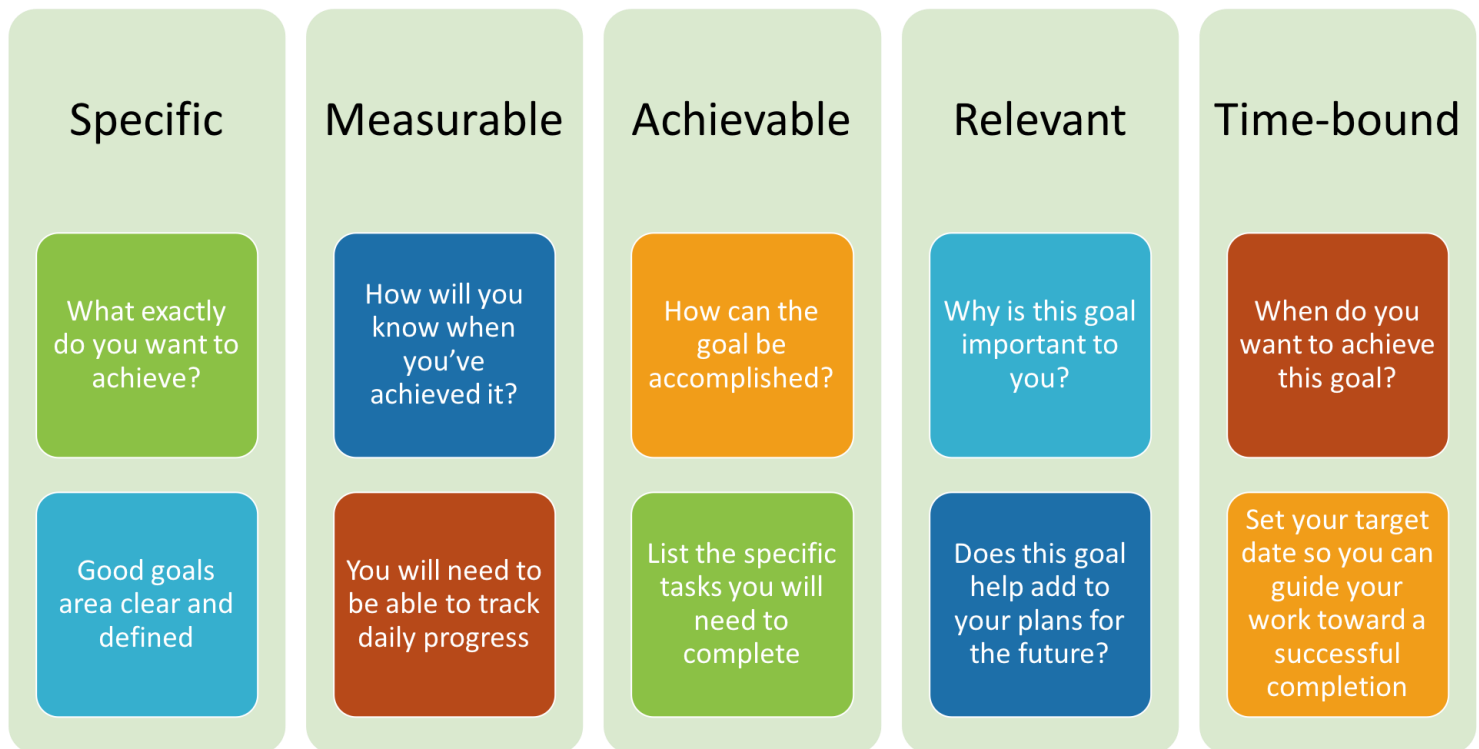 Specific
What exactly
do you want to
achieve?
Good goals
area clear and
defined
Measurable
How will you
know when
you’ve
achieved it?
You will need to
be able to track
daily progress
Achievable
How can the
goal be
accomplished?
List the specific
tasks you will
need to
complete
Relevant
Why is this goal
important to
you?
Does this goal
help add to
your plans for
the future?
Time-bound
When do you
want to achieve
this goal?
Set your target
date so you can
guide your
work toward a
successful
completion